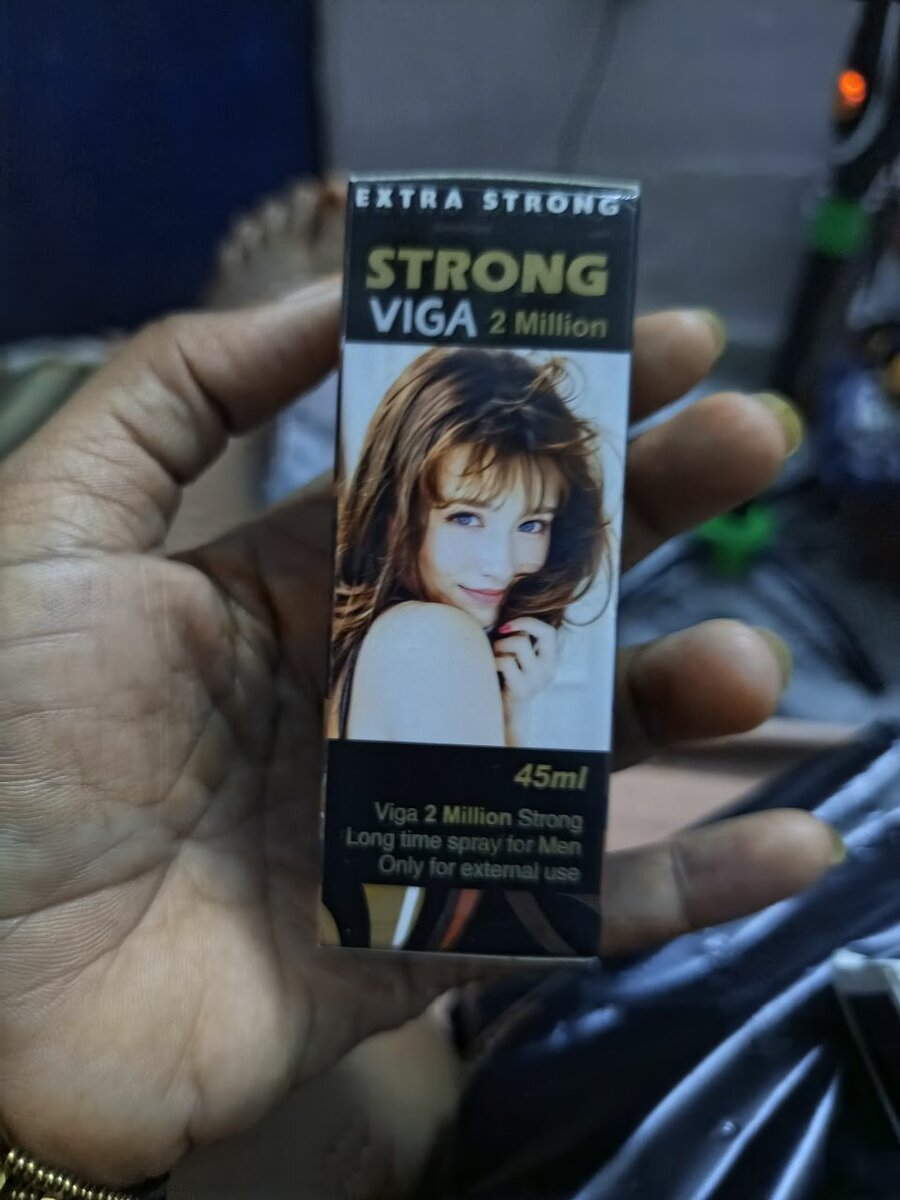 EXTRA STRONG
STRONG
VIGA 2 Million
45ml
Viga 2 Million Strong
Long time spray for Men
Only for external use